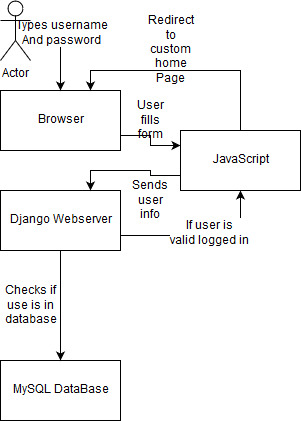 Types username
And password
Redirect
to
custom
home
Page
Actor
Browser
User
fills
form
JavaScript
Sends
user
info
Django Webserver
If user is
valid logged in
Checks if
use is in
database
MySQL DataBase